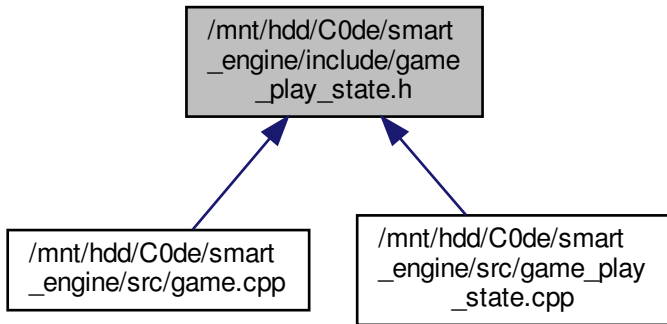 /mnt/hdd/C0de/smart
_engine/include/game
_play_state.h
/mnt/hdd/C0de/smart
_engine/src/game.cpp
/mnt/hdd/C0de/smart
_engine/src/game_play
_state.cpp